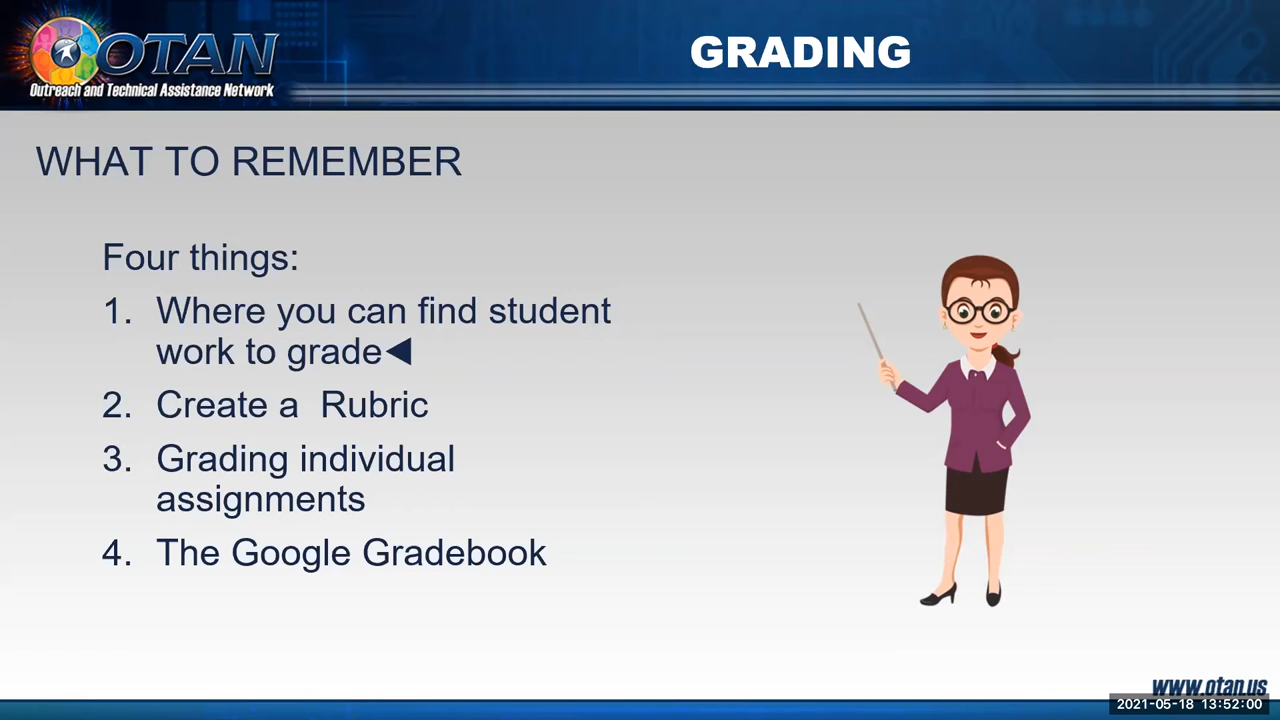 OTAN
Outreach and Technical Assistance Network
GRADING
WHAT TO REMEMBER
Four things:
1. Where you can find student
work to grade◀
2. Create a  Rubric
3. Grading individual
assignments
4. The Google Gradebook
www.otan.us
2021-05-18 13:52:00